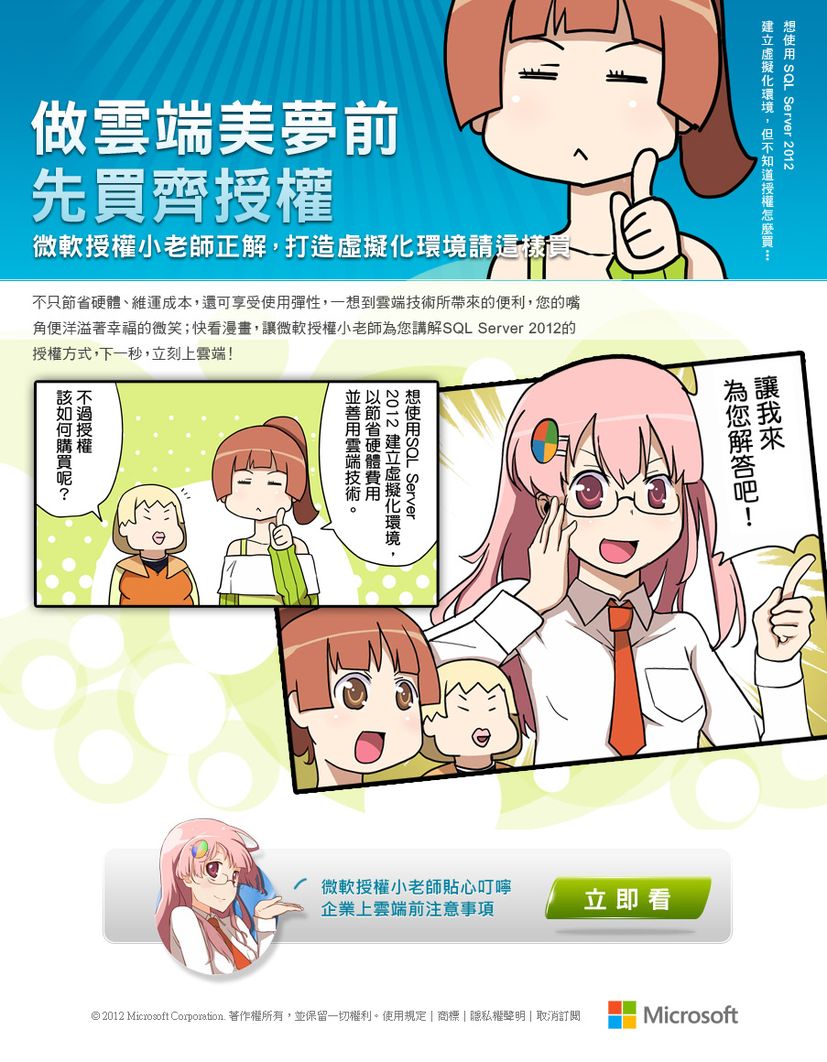 想使用 SQL Server 2012
建立虛擬化環境，但不知道授權怎麼買…
做雲端美夢前
先買齊授權
微軟授權小老師正解，打造虛擬化環境請這樣買
不只節省硬體、維運成本，還可享受使用彈性，一想到雲端技術所帶來的便利，您的嘴
角便洋溢著幸福的微笑；快看漫畫，讓微軟授權小老師為您講解SQL Server 2012的
授權方式，下一秒，立刻上雲端！
想使用SQL Server
2012 建立虛擬化環境，
以節省硬體費用
並善用雲端技術。
不過授權
該如何購買呢？
讓我來
為您解答吧！
微軟授權小老師貼心叮嚀
企業上雲端前注意事項
立即看
© 2012 Microsoft Corporation. 著作權所有，並保留一切權利。使用規定 | 商標 | 隱私權聲明 | 取消訂閱
Microsoft